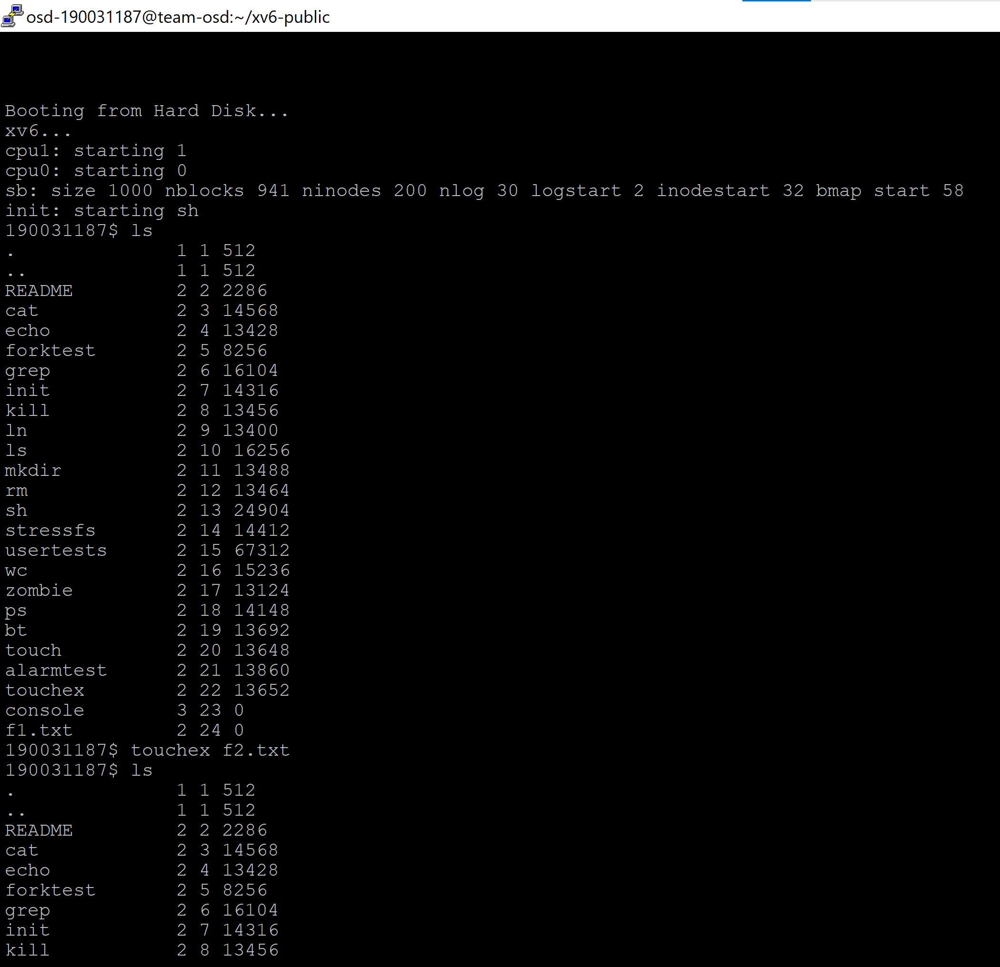 osd-190031187@team-osd:~/xv6-public
Booting from Hard Disk...
xv6...
cpu1: starting 1
cpu0: starting 0
sb: size 1000 nblocks 941 ninodes 200 nlog 30 logstart 2 inodestart 32 bmap start 58
init: starting sh
190031187$ ls
.              1 1 512
..             1 1 512
README         2 2 2286
cat            2 3 14568
echo           2 4 13428
forktest       2 5 8256
grep           2 6 16104
init           2 7 14316
kill           2 8 13456
ln             2 9 13400
ls             2 10 16256
mkdir          2 11 13488
rm             2 12 13464
sh             2 13 24904
stressfs       2 14 14412
usertests      2 15 67312
wc             2 16 15236
zombie         2 17 13124
ps             2 18 14148
bt             2 19 13692
touch          2 20 13648
alarmtest      2 21 13860
touchex        2 22 13652
console        3 23 0
f1.txt         2 24 0
190031187$ touchex f2.txt
190031187$ ls
.              1 1 512
..             1 1 512
README         2 2 2286
cat            2 3 14568
echo           2 4 13428
forktest       2 5 8256
grep           2 6 16104
init           2 7 14316
kill           2 8 13456